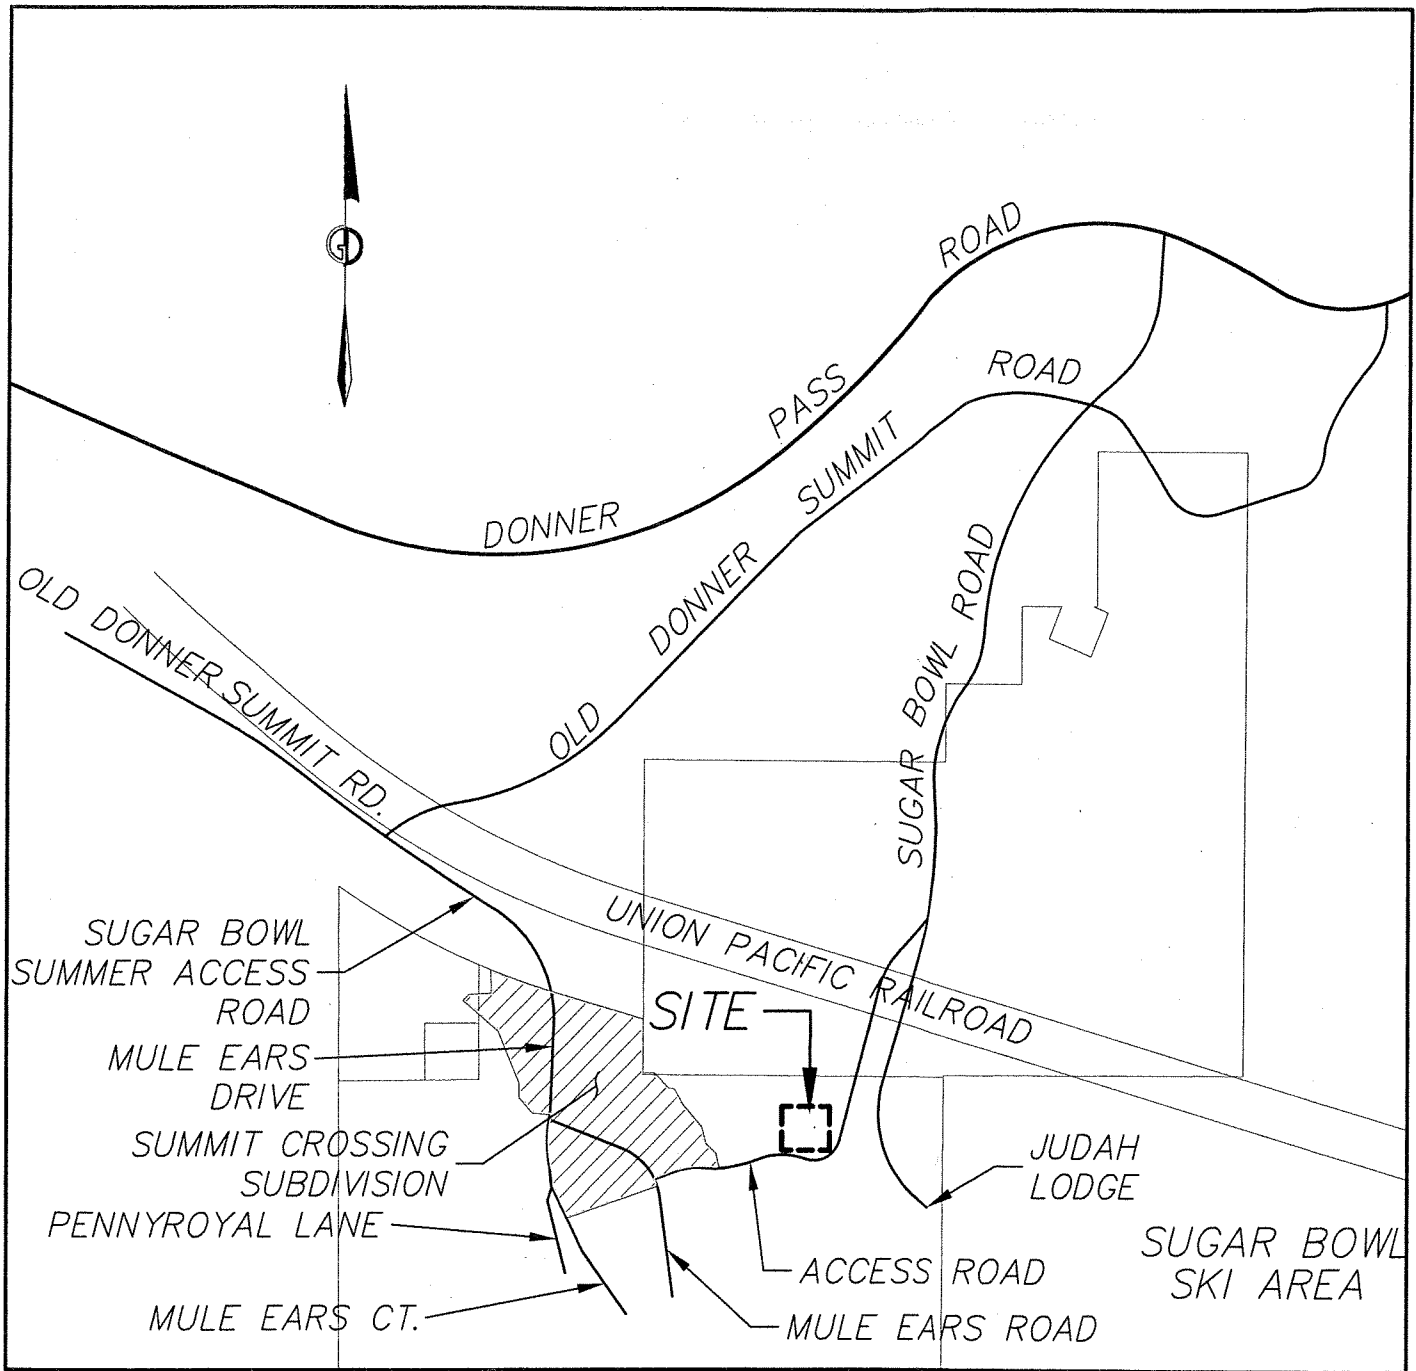 DONNER PASS ROAD
OLD DONNER SUMMIT ROAD
OLD DONNER SUMMIT RD.
SUGAR BOWL ROAD
UNION PACIFIC RAILROAD
SUGAR BOWL
SUMMER ACCESS
ROAD
SITE
MULE EARS
DRIVE
SUMMIT CROSSING
SUBDIVISION
JUDAH
LODGE
PENNYROYAL LANE
SUGAR BOWL
SKI AREA
ACCESS ROAD
MULE EARS CT.
MULE EARS ROAD